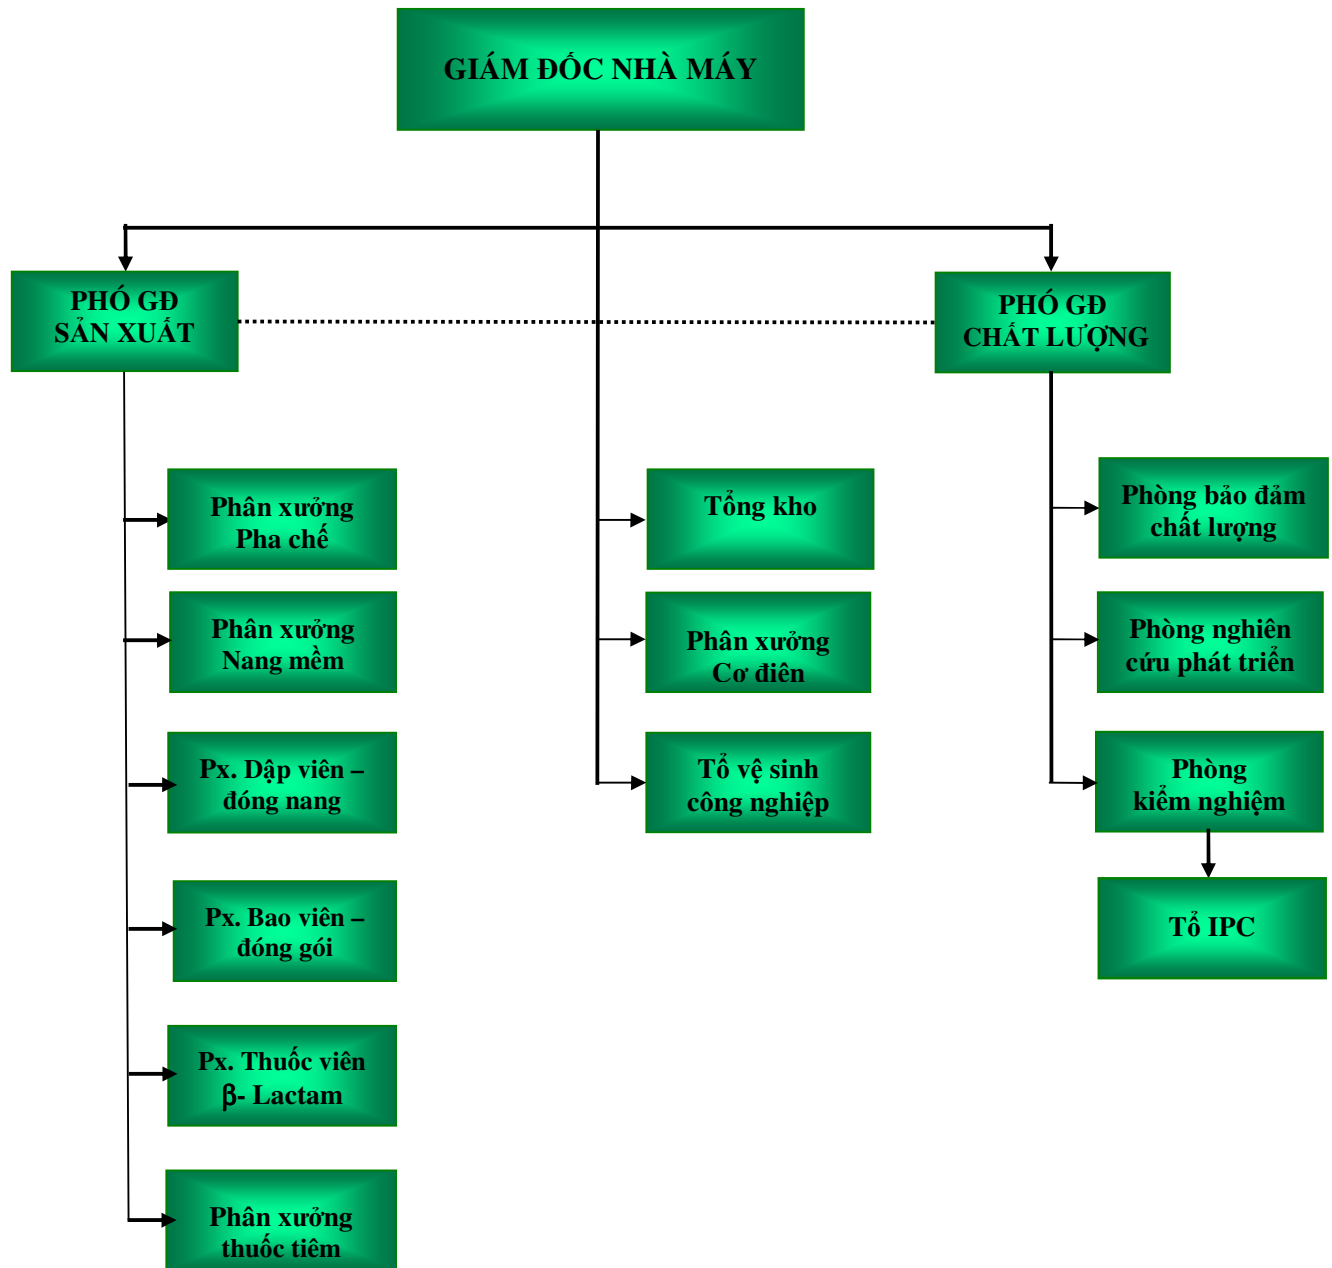 GIÁM ĐỐC NHÀ MÁY
PHÓ GĐ
SẢN XUẤT
PHÓ GĐ
CHẤT LƯỢNG
Phân xưởng
Pha chế
Phân xưởng
Nang mềm
Px. Dập viên –
đóng nang
Px. Bao viên –
đóng gói
Px. Thuốc viên
β- Lactam
Phân xưởng
thuốc tiêm
Tổng kho
Phân xưởng
Cơ điên
Tổ vệ sinh
công nghiệp
Phòng bảo đảm
chất lượng
Phòng nghiên
cứu phát triển
Phòng
kiểm nghiệm
Tổ IPC